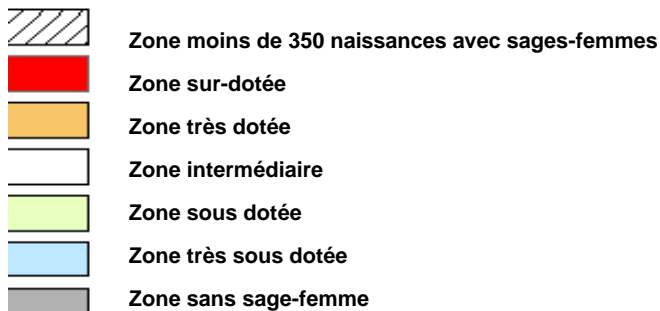 Zone moins de 350 naissances avec sages-femmes
Zone sur-dotée
Zone très dotée
Zone intermédiaire
Zone sous dotée
Zone très sous dotée
Zone sans sage-femme